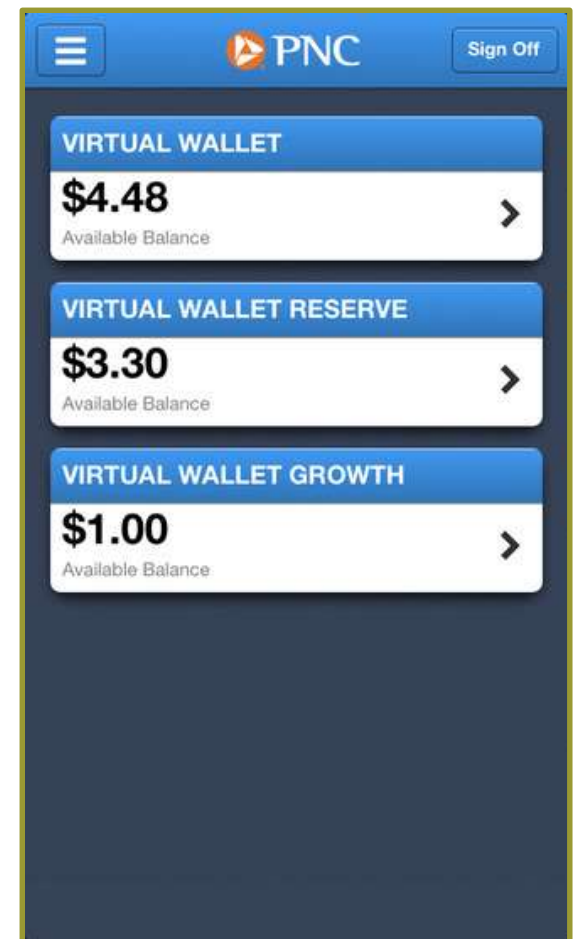 PNC
Sign Off
VIRTUAL WALLET
$4.48
Available Balance
VIRTUAL WALLET RESERVE
$3.30
Available Balance
VIRTUAL WALLET GROWTH
$1.00
Available Balance